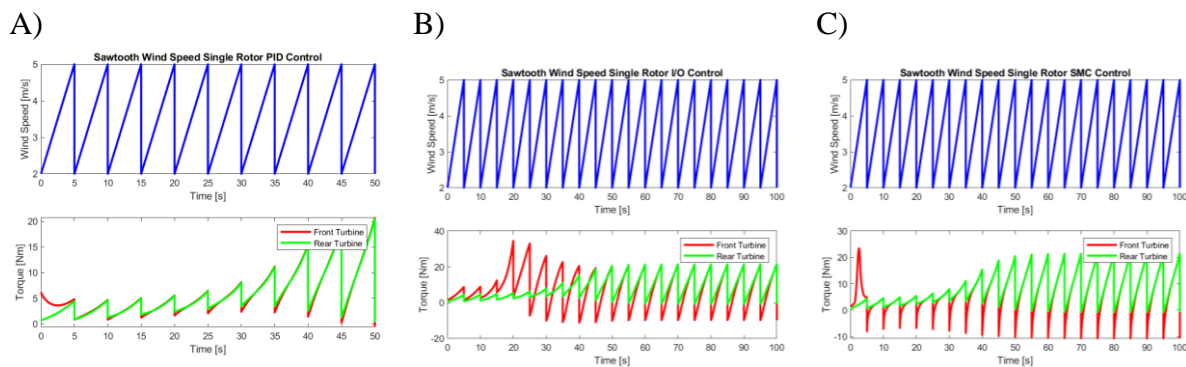 A)
B)
C)
Sawtooth Wind Speed Single Rotor PID Control
Wind Speed [m/s]
5
4
3
2
0 5 10 15 20 25 30 35 40 45 50
Time [s]
Torque [Nm]
20
15
10
5
0
Front Turbine
Rear Turbine
0 5 10 15 20 25 30 35 40 45 50
Time [s]
Sawtooth Wind Speed Single Rotor I/O Control
Wind Speed [m/s]
5
4
3
2
0 10 20 30 40 50 60 70 80 90 100
Time [s]
Torque [Nm]
40
20
0
-20
Front Turbine
Rear Turbine
0 10 20 30 40 50 60 70 80 90 100
Time [s]
Sawtooth Wind Speed Single Rotor SMC Control
Wind Speed [m/s]
5
4
3
2
0 10 20 30 40 50 60 70 80 90 100
Time [s]
Torque [Nm]
30
20
10
0
-10
Front Turbine
Rear Turbine
0 10 20 30 40 50 60 70 80 90 100
Time [s]